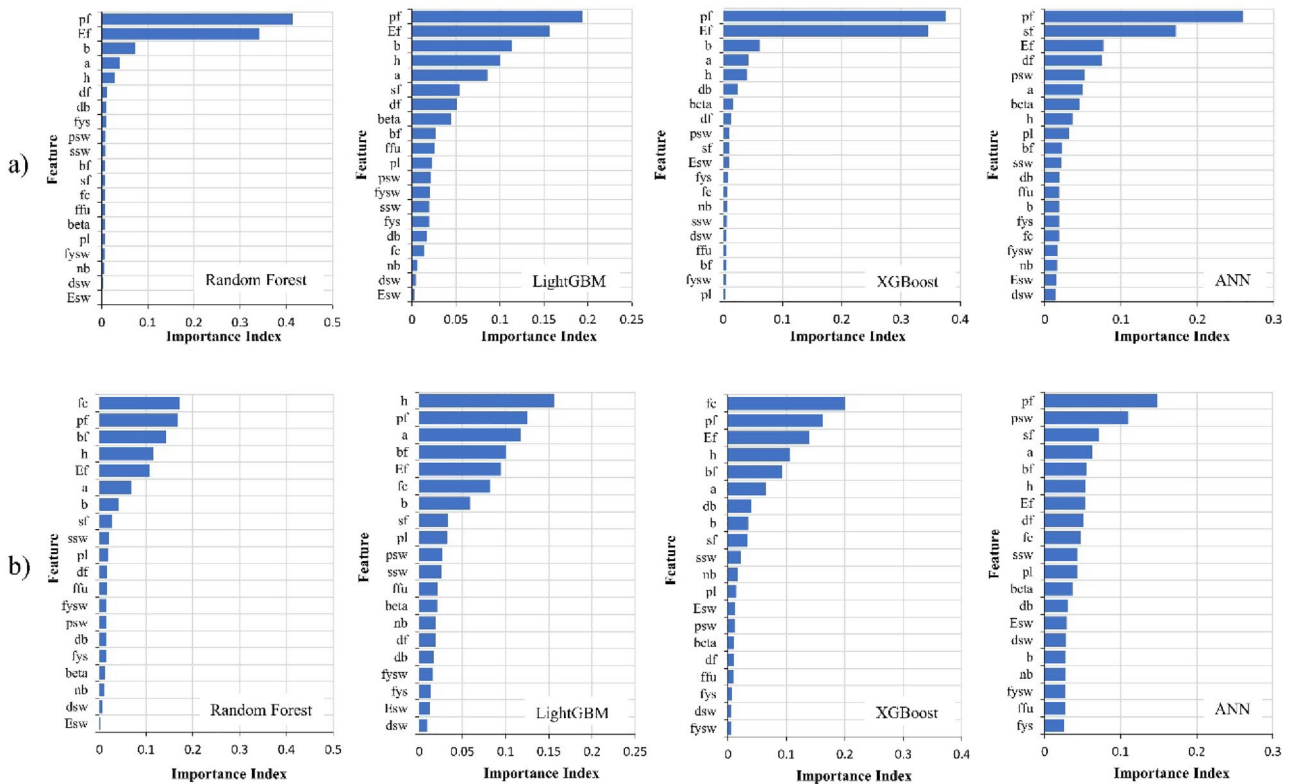 a)
Feature
pf
Ef
b
a
h
df
db
fys
psw
ssw
bf
sf
fc
ffu
beta
pl
fysw
nb
dsw
Esw
Random Forest
0 0.1 0.2 0.3 0.4 0.5
Importance Index
Feature
pf
Ef
b
h
a
sf
df
beta
bf
ffu
pl
psw
fysw
ssw
fys
db
fc
nb
dsw
Esw
LightGBM
0 0.05 0.1 0.15 0.2 0.25
Importance Index
Feature
pf
Ef
b
a
h
db
beta
df
psw
sf
Esw
fys
fc
nb
ssw
dsw
ffu
bf
fysw
pl
XGBoost
0 0.1 0.2 0.3 0.4
Importance Index
Feature
pf
sf
Ef
df
psw
a
beta
h
pl
bf
ssw
db
ffu
b
fys
fc
fysw
nb
Esw
dsw
ANN
0 0.1 0.2 0.3
Importance Index
b)
Feature
fc
pf
bf
h
Ef
a
b
sf
ssw
pl
df
ffu
fysw
psw
db
fys
beta
nb
dsw
Esw
Random Forest
0 0.1 0.2 0.3 0.4 0.5
Importance Index
Feature
h
pf
a
bf
Ef
fc
b
sf
pl
psw
ssw
ffu
beta
nb
df
db
fysw
fys
Esw
dsw
LightGBM
0 0.05 0.1 0.15 0.2 0.25
Importance Index
Feature
fc
pf
Ef
h
bf
a
db
b
sf
ssw
nb
pl
Esw
psw
beta
df
ffu
fys
dsw
fysw
XGBoost
0 0.1 0.2 0.3 0.4
Importance Index
Feature
pf
psw
sf
a
bf
h
Ef
df
fc
ssw
pl
beta
db
Esw
dsw
b
nb
fysw
ffu
fys
ANN
0 0.1 0.2 0.3
Importance Index